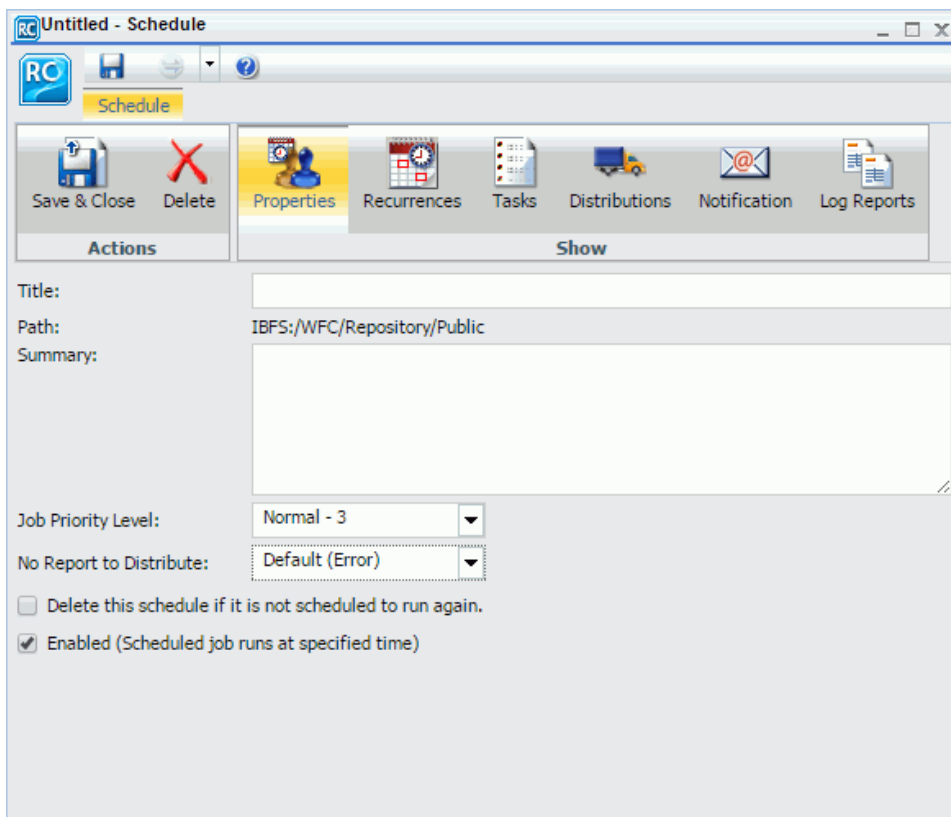 RC Untitled - Schedule
RC
Schedule
Save & Close Delete Properties Recurrences Tasks Distributions Notification Log Reports
Actions Show
Title:
Path: IBFS:/WFC/Repository/Public
Summary:
Job Priority Level: Normal - 3
No Report to Distribute: Default (Error)
Delete this schedule if it is not scheduled to run again.
Enabled (Scheduled job runs at specified time)